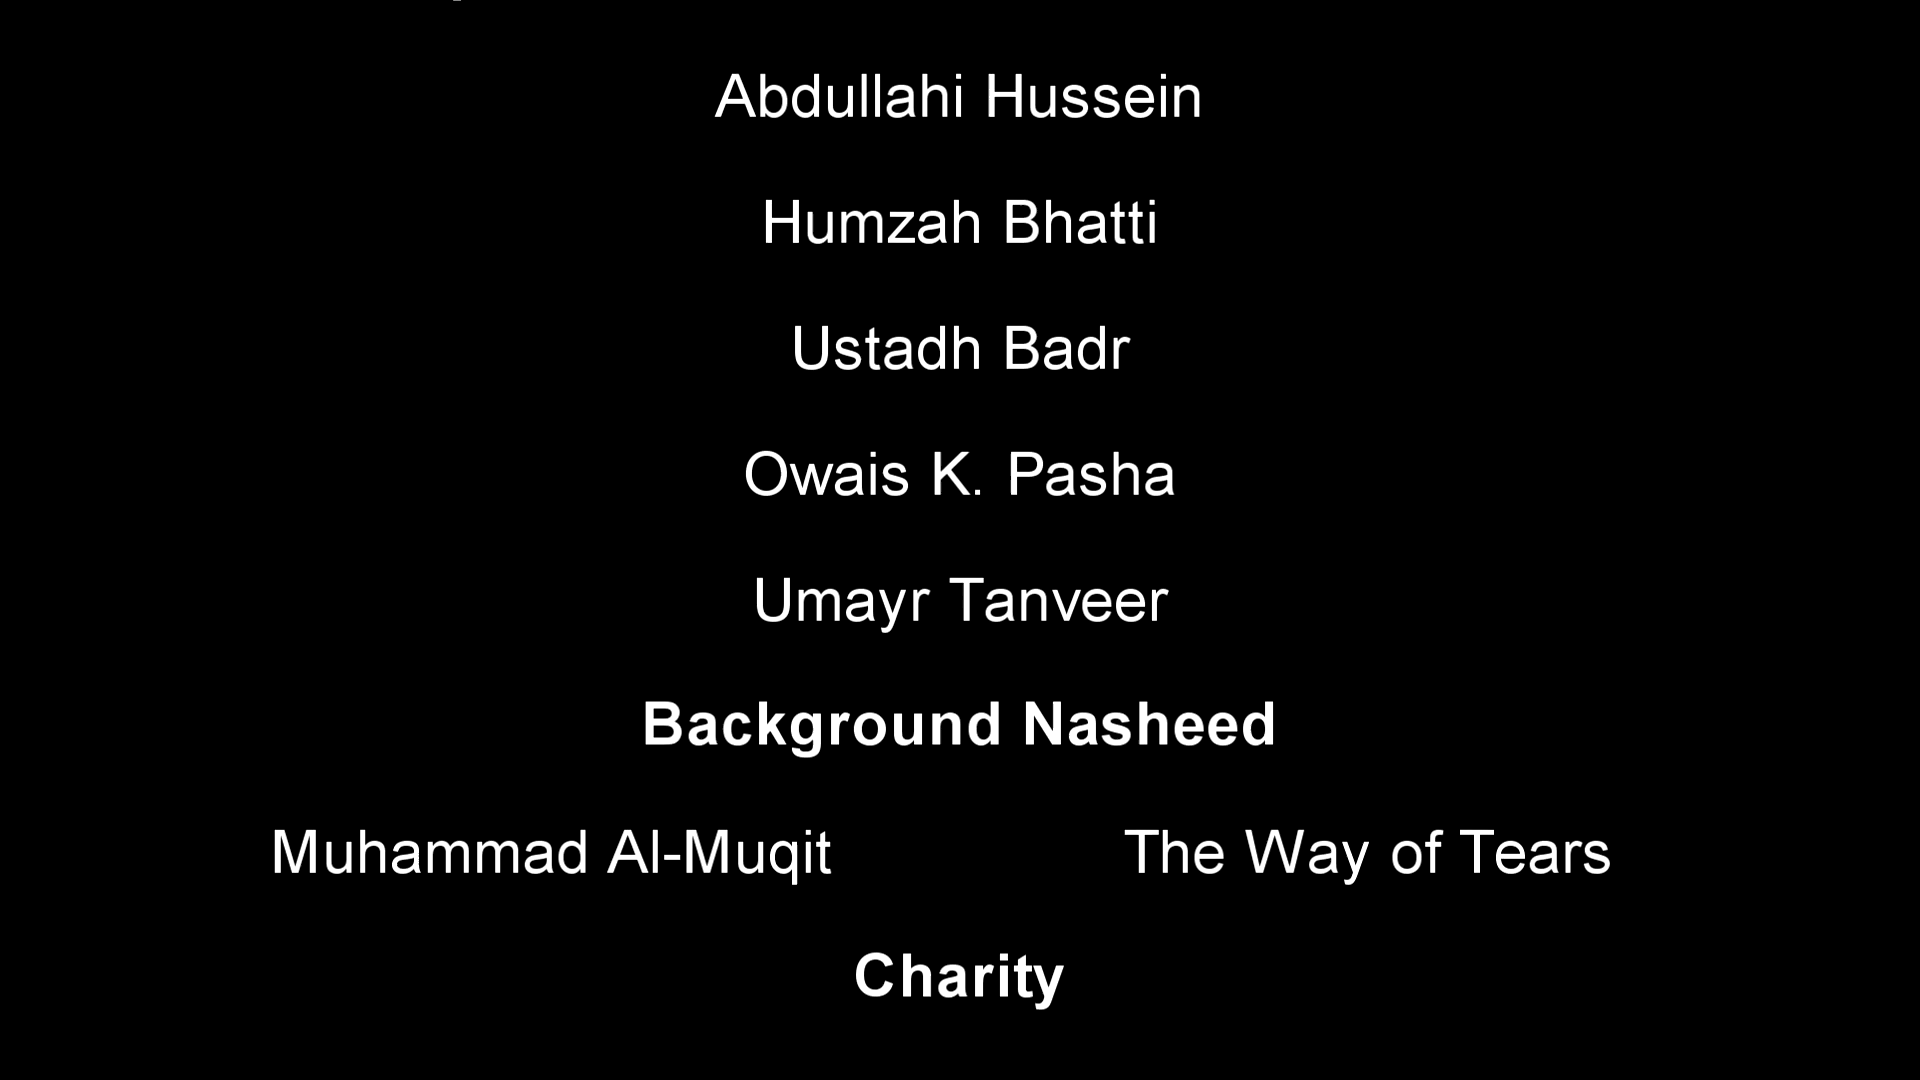 Abdullahi Hussein
Humzah Bhatti
Ustadh Badr
Owais K. Pasha
Umayr Tanveer
Background Nasheed
Muhammad Al-Muqit The Way of Tears
Charity